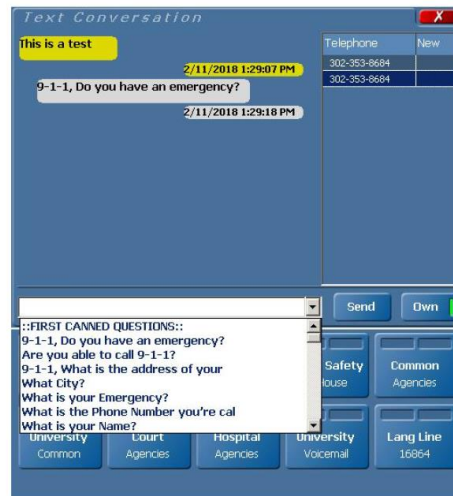 Text Conversation
X
This is a test
2/11/2018 1:29:07 PM
9-1-1, Do you have an emergency?
2/11/2018 1:29:18 PM
Telephone New
302-353-8684
302-353-8684
Send Own
::FIRST CANNED QUESTIONS::
9-1-1, Do you have an emergency?
Are you able to call 9-1-1?
9-1-1, What is the address of your
What City?
What is your Emergency?
What is the Phone Number you're cal
What is your Name?
Safety
House
Common
Agencies
University
Common
Court
Agencies
Hospital
Agencies
University
Voicemail
Lang Line
16864